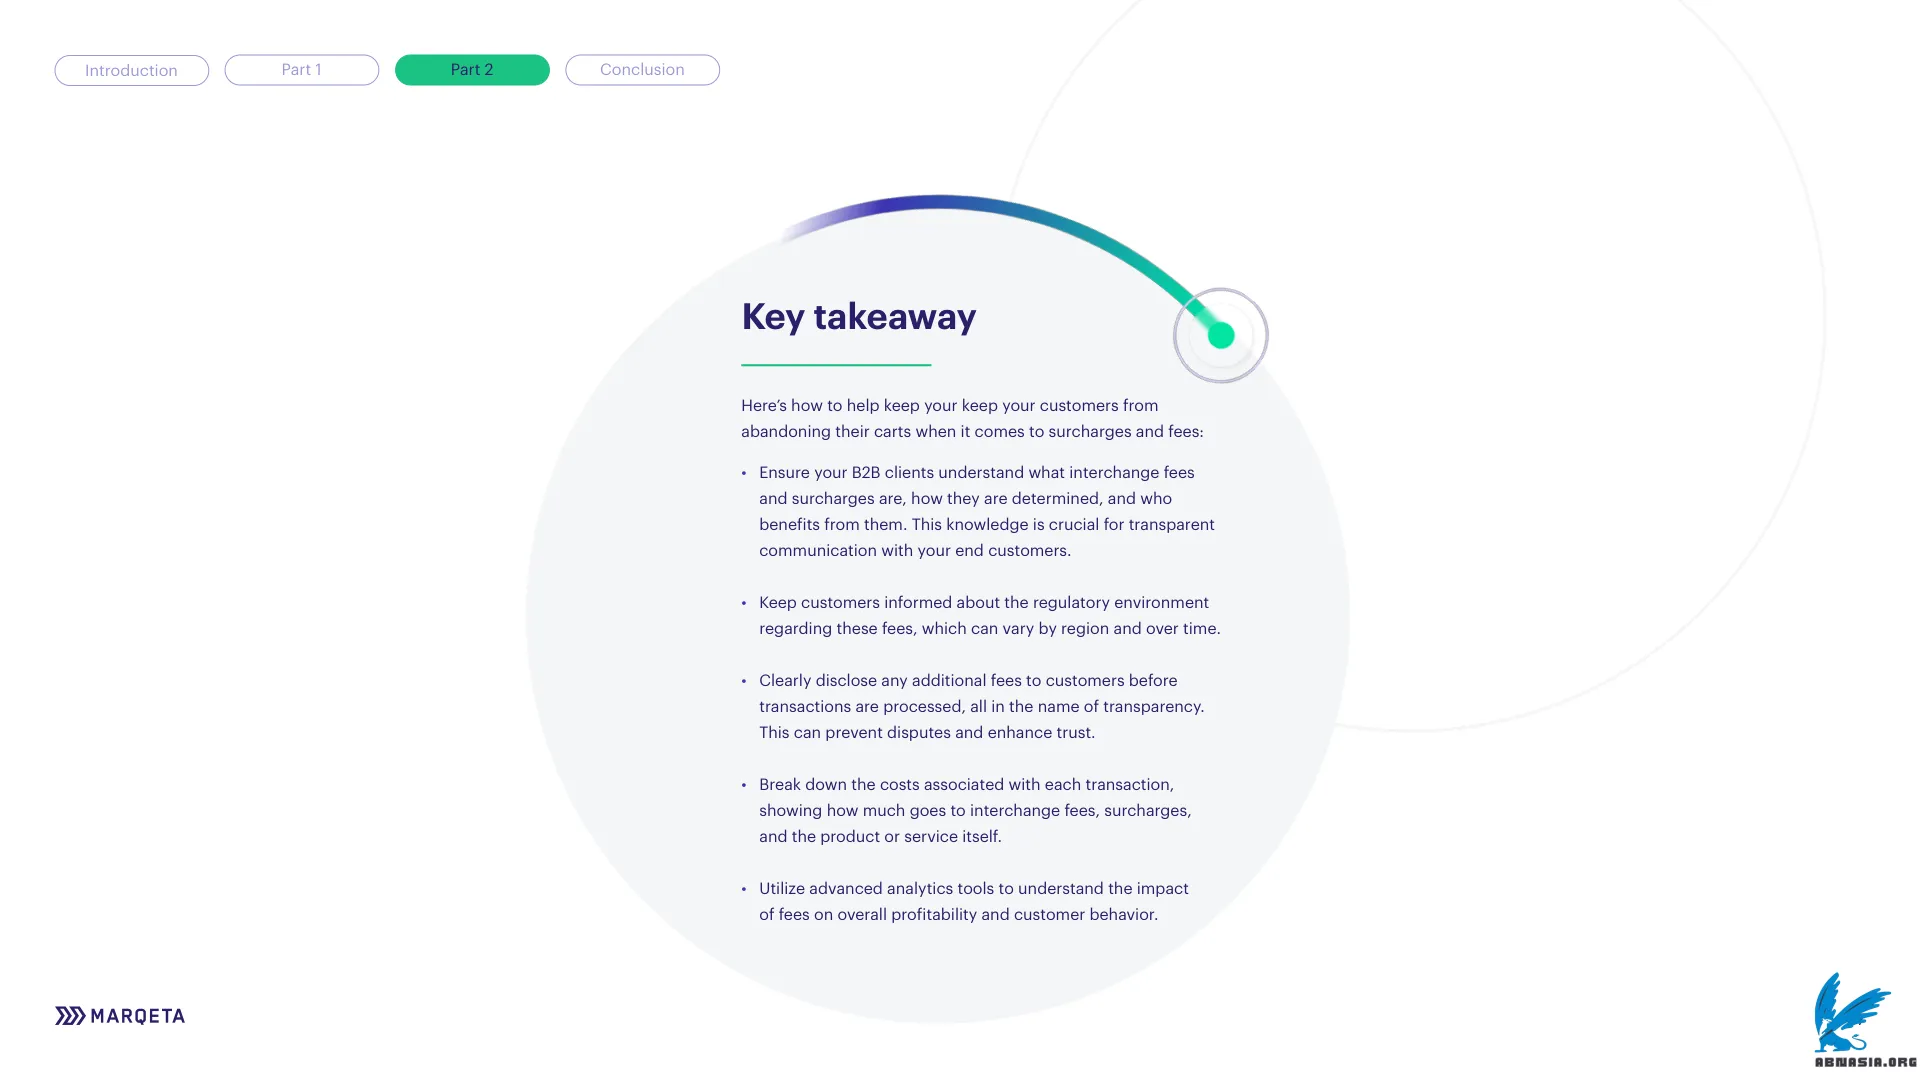 Introduction
Part 1
Part 2
Conclusion
Key takeaway
Here’s how to help keep your keep your customers from
abandoning their carts when it comes to surcharges and fees:
• Ensure your B2B clients understand what interchange fees
and surcharges are, how they are determined, and who
benefits from them. This knowledge is crucial for transparent
communication with your end customers.
• Keep customers informed about the regulatory environment
regarding these fees, which can vary by region and over time.
• Clearly disclose any additional fees to customers before
transactions are processed, all in the name of transparency.
This can prevent disputes and enhance trust.
• Break down the costs associated with each transaction,
showing how much goes to interchange fees, surcharges,
and the product or service itself.
• Utilize advanced analytics tools to understand the impact
of fees on overall profitability and customer behavior.
MARQETA
ABNASIA.ORG